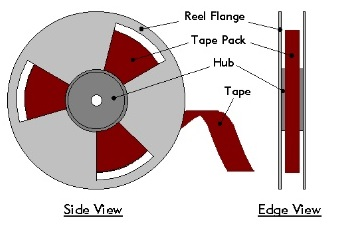 Reel Flange
Tape Pack
Hub
Tape
Side View
Edge View